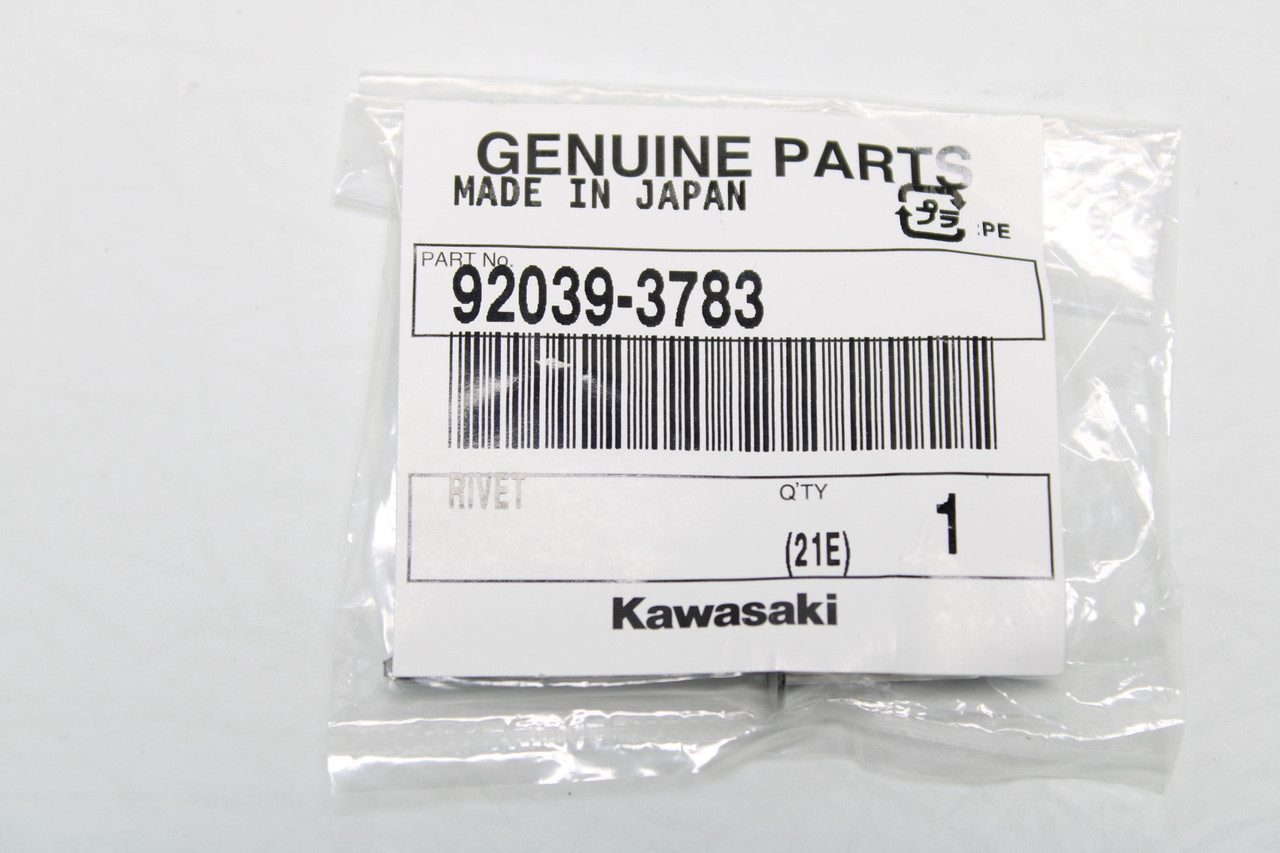 GENUINE PARTS
MADE IN JAPAN
プラ
:PE
PART No.
92039-3783
RIVET
Q'TY
1
(21E)
Kawasaki